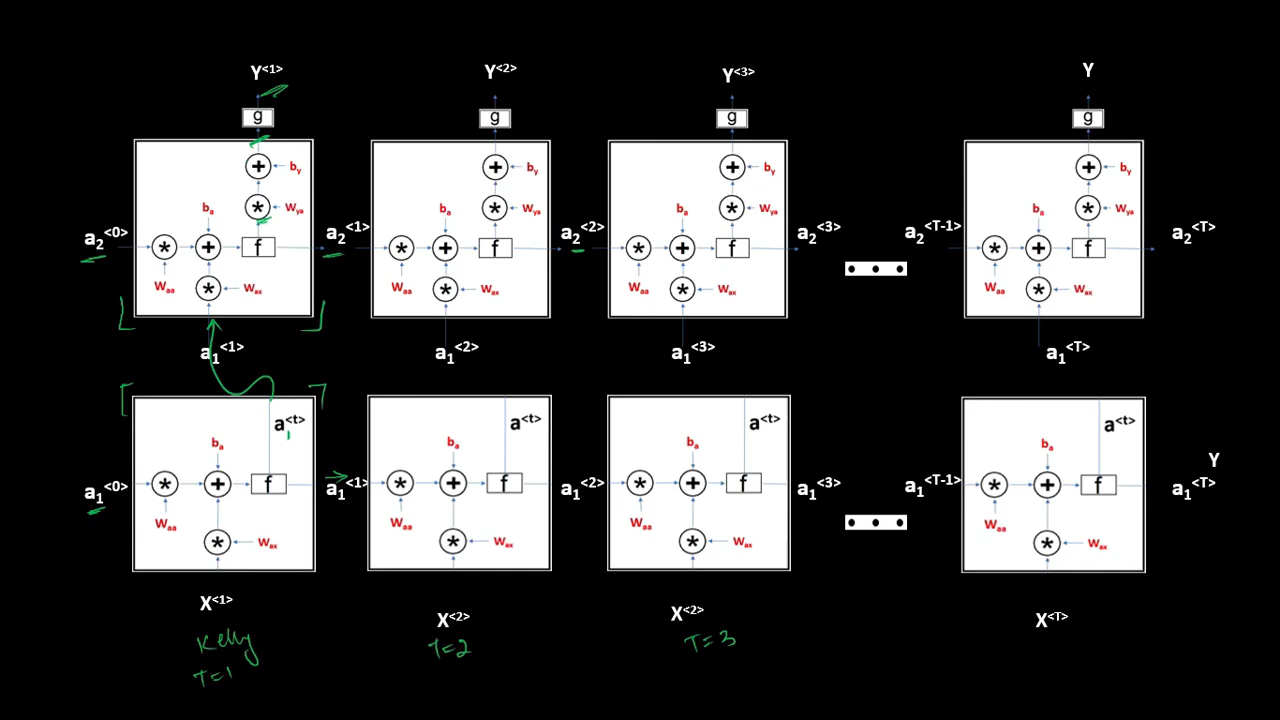 Y<1> Y<2> Y<3> Y
g g g g
+ by + by + by + by
ba * Wya ba * Wya ba * Wya ba * Wya
a2<0> * + f a2<1> * + f a2<2> * + f a2<3> a2<T-1> * + f a2<T>
Waa * Wax Waa * Wax Waa * Wax Waa * Wax
a1<1> a1<2> a1<3> a1<T>
a<t> a<t> a<t> a<t>
1
ba ba ba ba Y
a1<0> * + f a1<1> * + f a1<2> * + f a1<3> a1<T-1> * + f a1<T>
Waa Waa Waa Waa
* Wax * Wax * Wax * Wax
X<1> X<2> X<2> X<T>
Kelly T=2 T=3
T=1